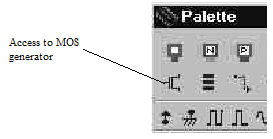 Palette
N P
Access to MOS
generator